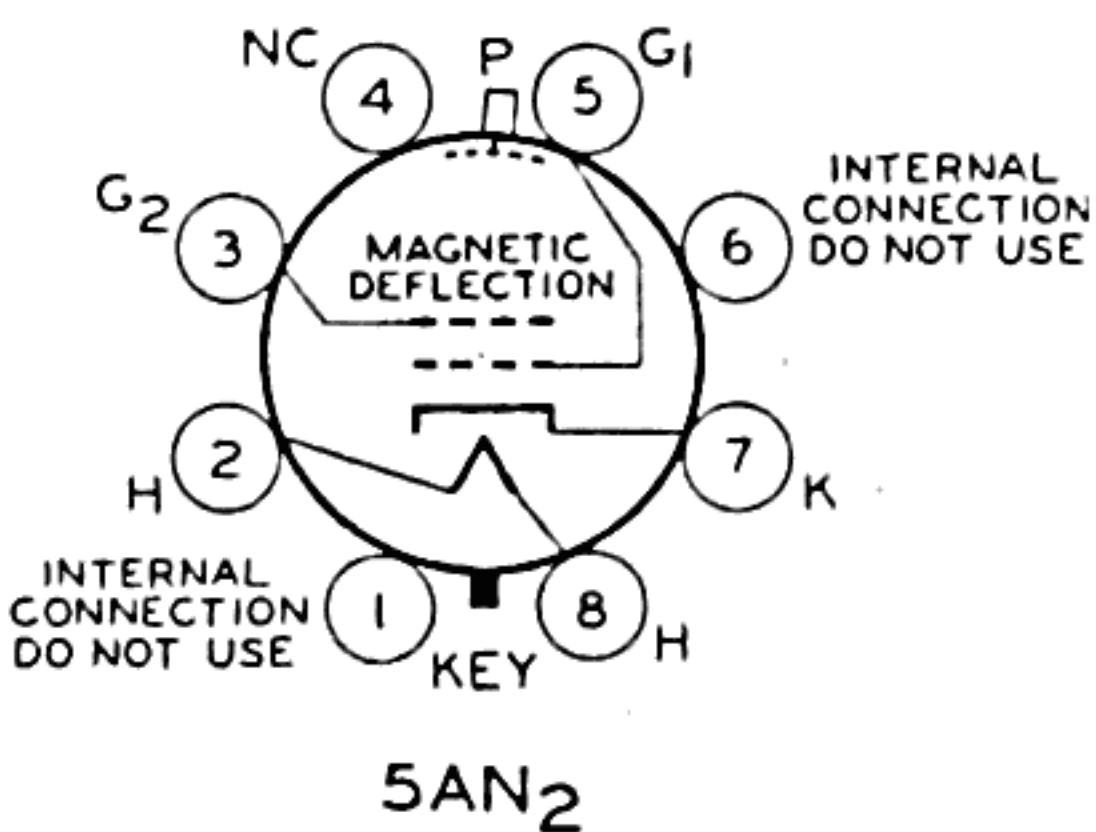 NC
4
P
5
G1
G2
3
MAGNETIC
DEFLECTION
6
INTERNAL
CONNECTION
DO NOT USE
H
2
7
K
INTERNAL
CONNECTION
DO NOT USE
1
KEY
8
H
5AN2